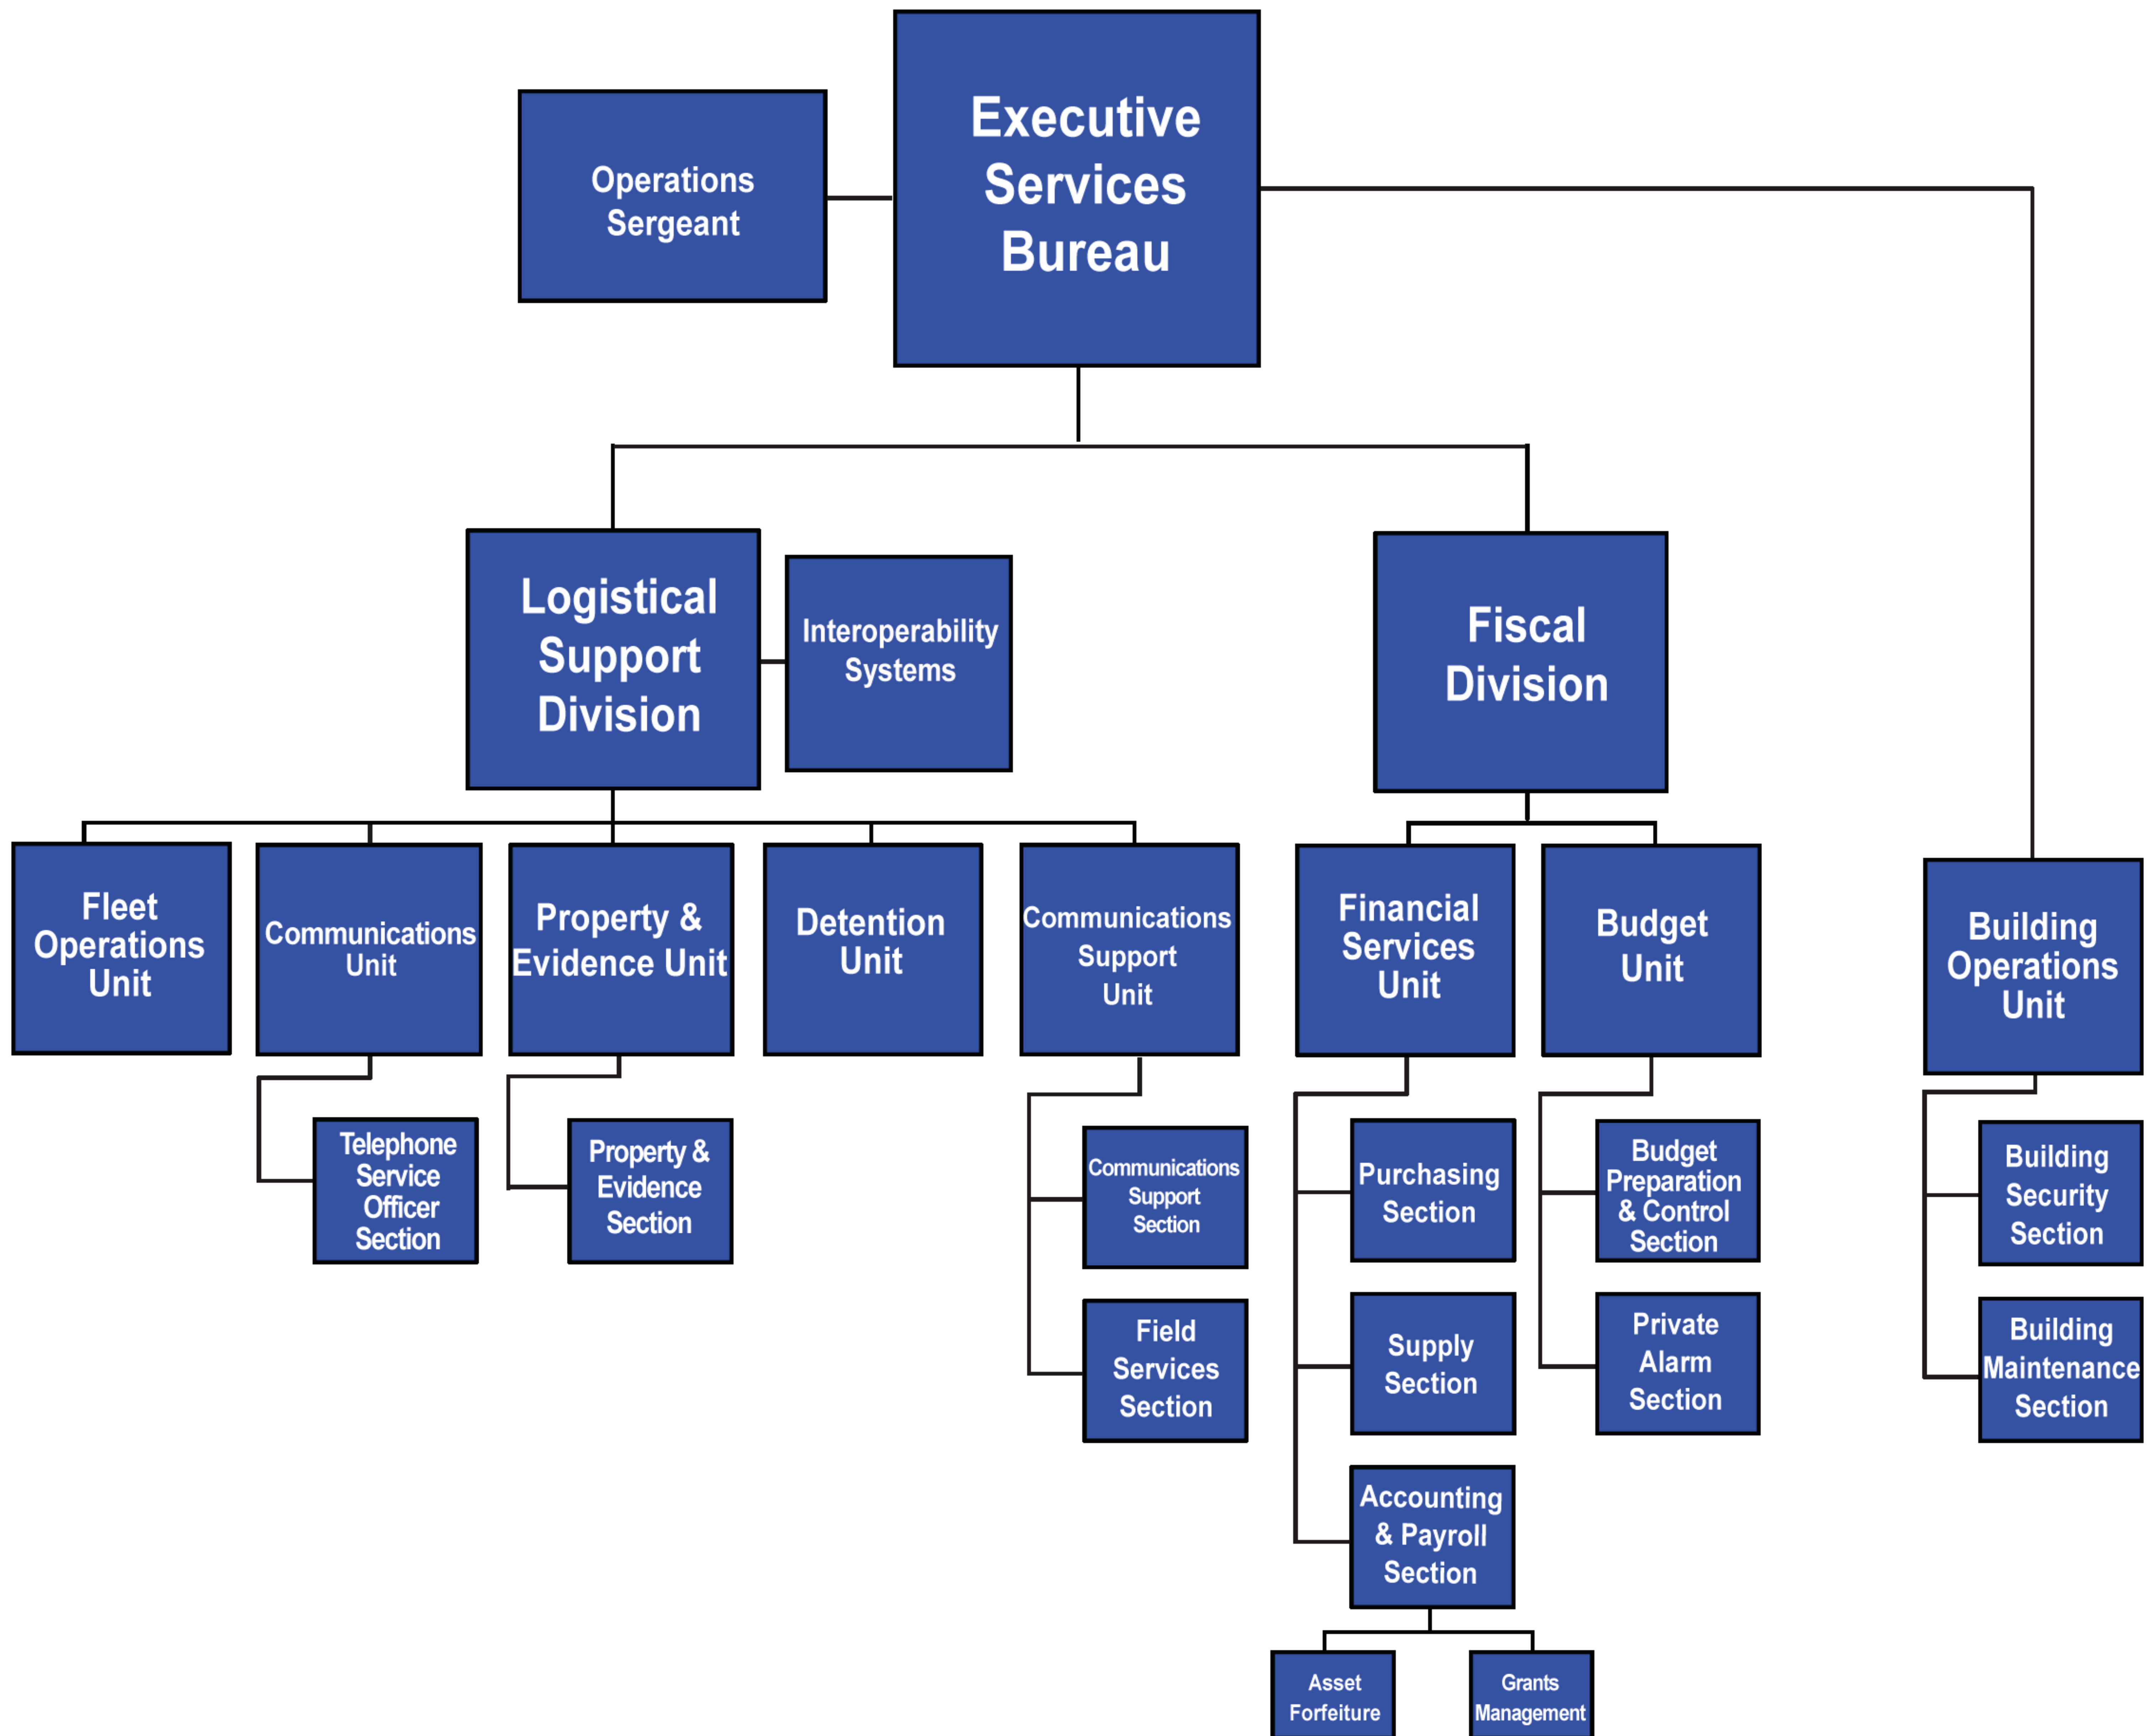 Executive
Services
Bureau
Operations
Sergeant
Logistical
Support
Division
Interoperability
Systems
Fiscal
Division
Fleet
Operations
Unit
Communications
Unit
Property &
Evidence Unit
Detention
Unit
Communications
Support
Unit
Financial
Services
Unit
Budget
Unit
Building
Operations
Unit
Telephone
Service
Officer
Section
Property &
Evidence
Section
Communications
Support
Section
Field
Services
Section
Purchasing
Section
Supply
Section
Accounting
& Payroll
Section
Asset
Forfeiture
Grants
Management
Budget
Preparation
& Control
Section
Private
Alarm
Section
Building
Security
Section
Building
Maintenance
Section